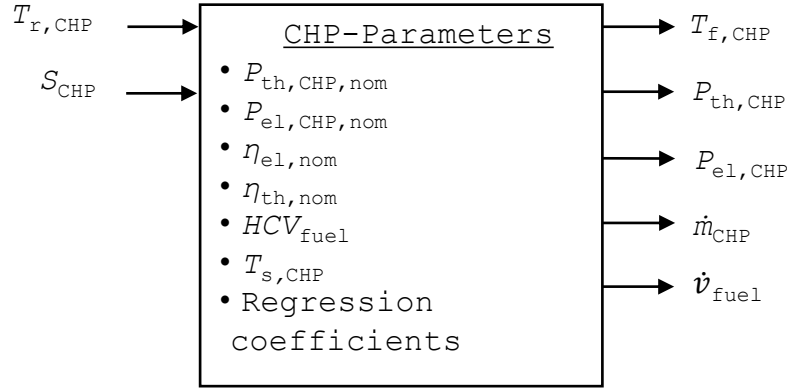 T_r,CHP
S_CHP
CHP-Parameters
• P_th,CHP,nom
• P_el,CHP,nom
• η_el,nom
• η_th,nom
• HCV_fuel
• T_s,CHP
• Regression
coefficients
T_f,CHP
P_th,CHP
P_el,CHP
ṁ_CHP
v̇_fuel